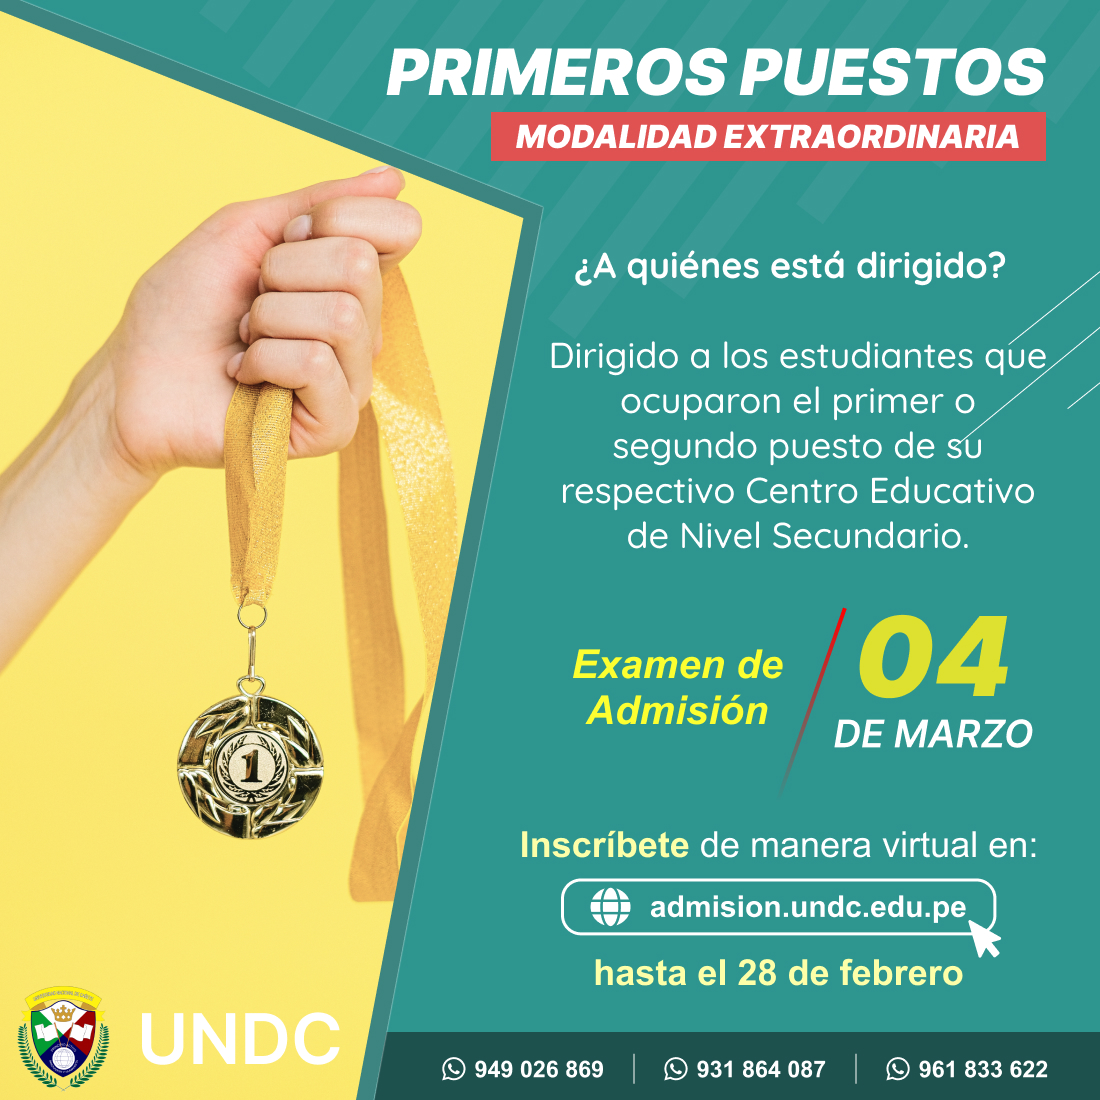 PRIMEROS PUESTOS
MODALIDAD EXTRAORDINARIA
¿A quiénes está dirigido?
Dirigido a los estudiantes que
ocuparon el primer o
segundo puesto de su
respectivo Centro Educativo
de Nivel Secundario.
Examen de
Admisión
04
DE MARZO
Inscríbete de manera virtual en:
admision.undc.edu.pe
hasta el 28 de febrero
1
UNDC
949 026 869
931 864 087
961 833 622